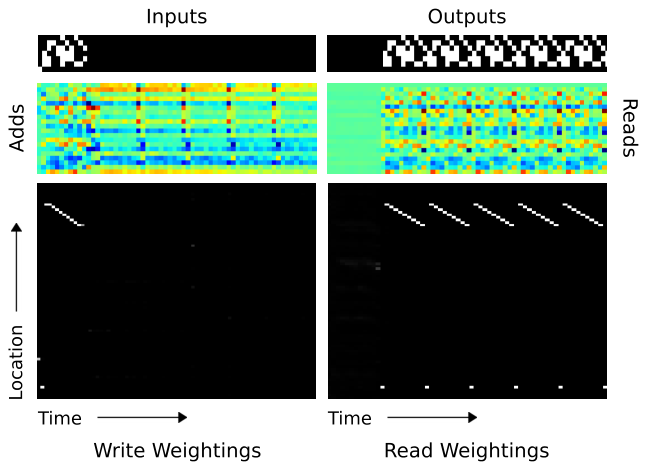 Inputs
Outputs
Adds
Reads
Location
Time
Time
Write Weightings
Read Weightings